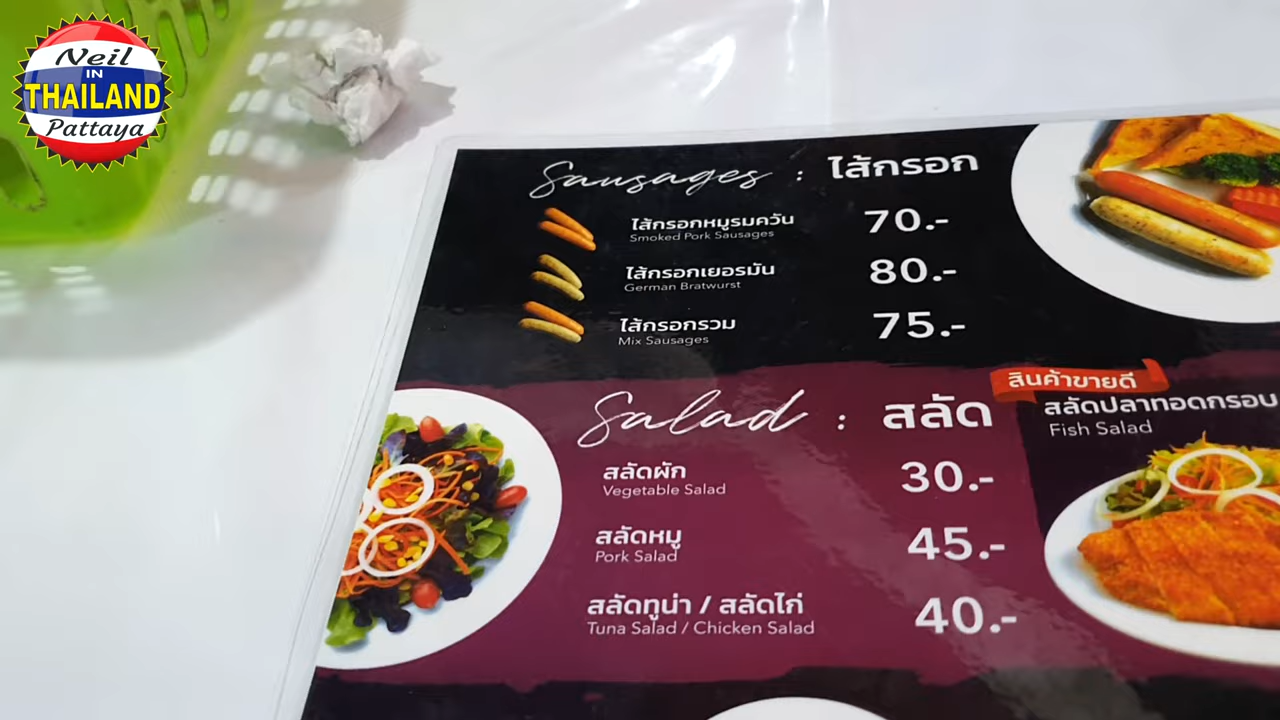 Neil
IN
THAILAND
Pattaya
Sausages : ไส้กรอก
ไส้กรอกหมูรมควัน 70.-
Smoked Pork Sausages
ไส้กรอกเยอรมัน 80.-
German Bratwurst
ไส้กรอกรวม 75.-
Mix Sausages
Salad : สลัด
สลัดผัก 30.-
Vegetable Salad
สลัดหมู 45.-
Pork Salad
สลัดทูน่า / สลัดไก่ 40.-
Tuna Salad / Chicken Salad
สินค้าขายดี
สลัดปลาทอดกรอบ
Fish Salad